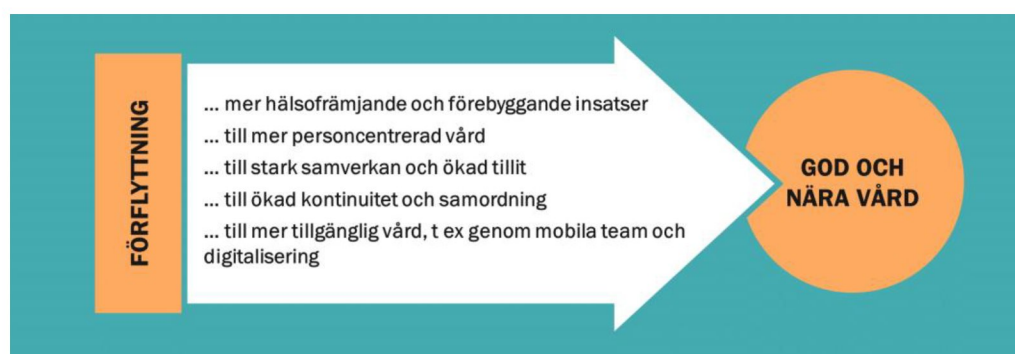 FÖRFLYTTNING
... mer hälsofrämjande och förebyggande insatser
... till mer personcentrerad vård
... till stark samverkan och ökad tillit
... till ökad kontinuitet och samordning
... till mer tillgänglig vård, t ex genom mobila team och
digitalisering
GOD OCH
NÄRA VÅRD